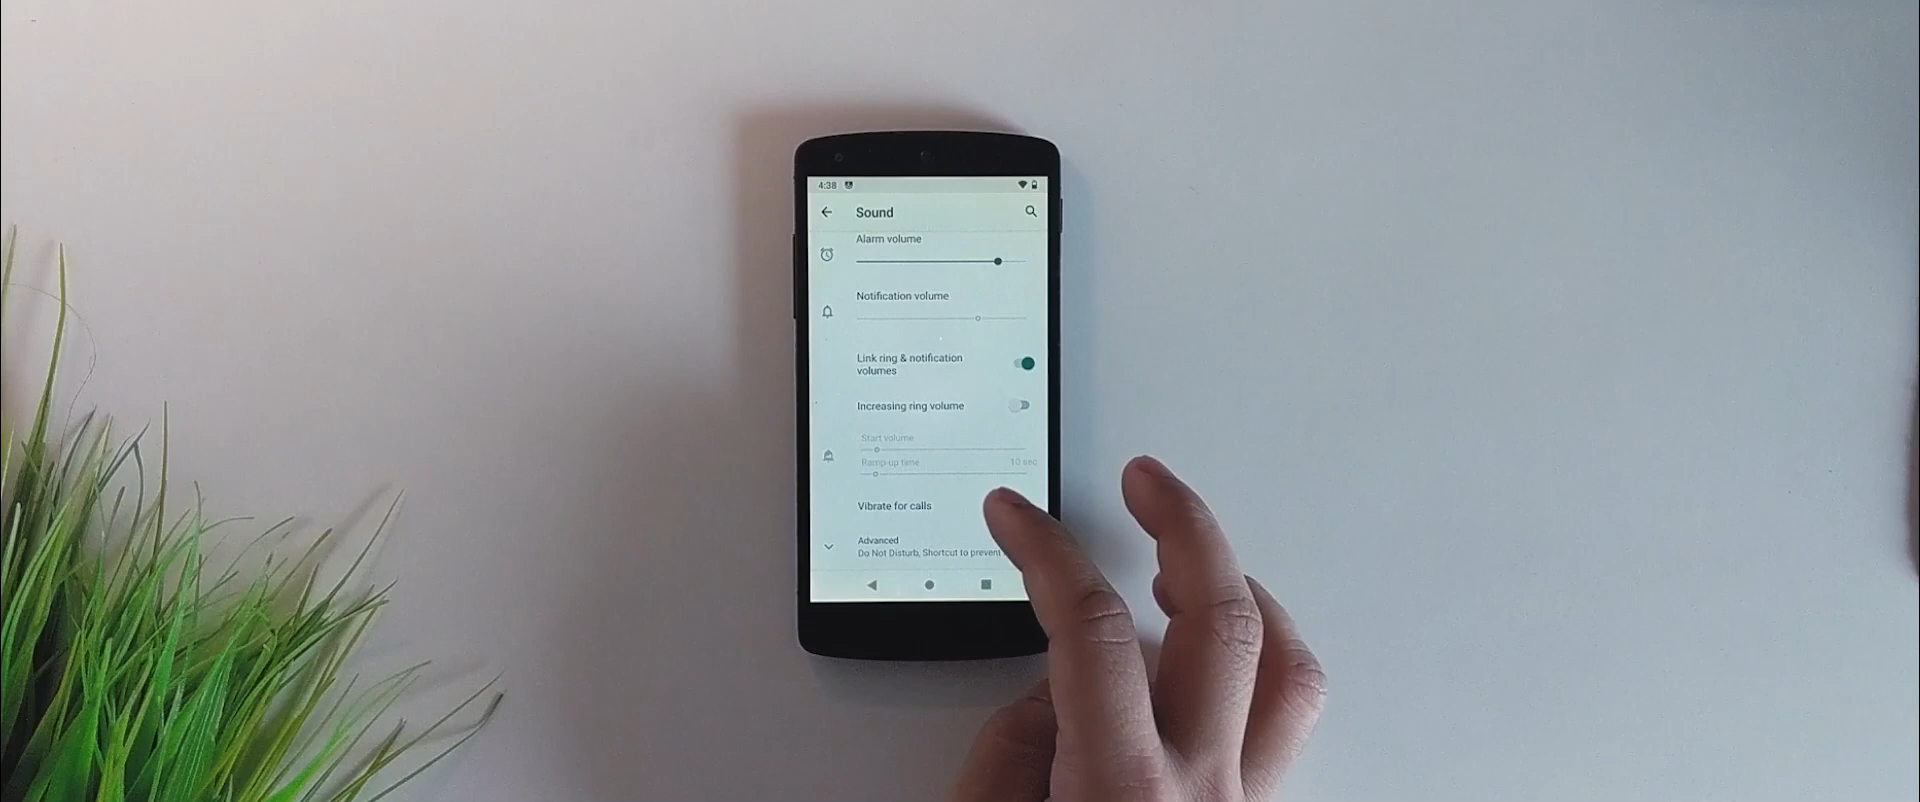 4:38
Sound
Alarm volume
Notification volume
Link ring & notification
volumes
Increasing ring volume
Start volume
Ramp-up time 10 sec
Vibrate for calls
Advanced
Do Not Disturb, Shortcut to prevent